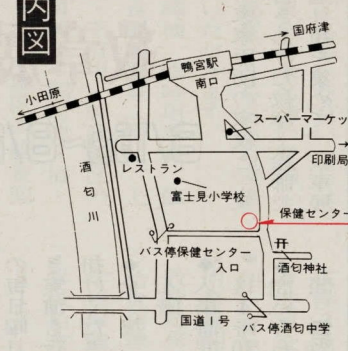 内図
国府津
鴨宮駅
南口
小田原
スーパーマーケッ
印刷局
レストラン
富士見小学校
酒匂川
保健センター
バス停保健センター
入口
酒匂神社
国道1号
バス停酒匂中学